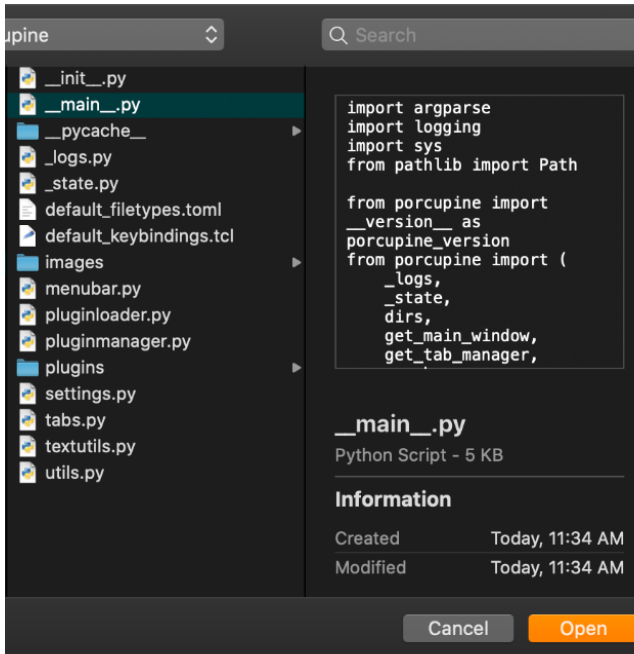 upine
Search
__init__.py
__main__.py
__pycache__
_logs.py
_state.py
default_filetypes.toml
default_keybindings.tcl
images
menubar.py
pluginloader.py
pluginmanager.py
plugins
settings.py
tabs.py
textutils.py
utils.py
import argparse
import logging
import sys
from pathlib import Path
from porcupine import
__version__ as
porcupine_version
from porcupine import (
_logs,
_state,
dirs,
get_main_window,
get_tab_manager,
__main__.py
Python Script - 5 KB
Information
Created Today, 11:34 AM
Modified Today, 11:34 AM
Cancel Open